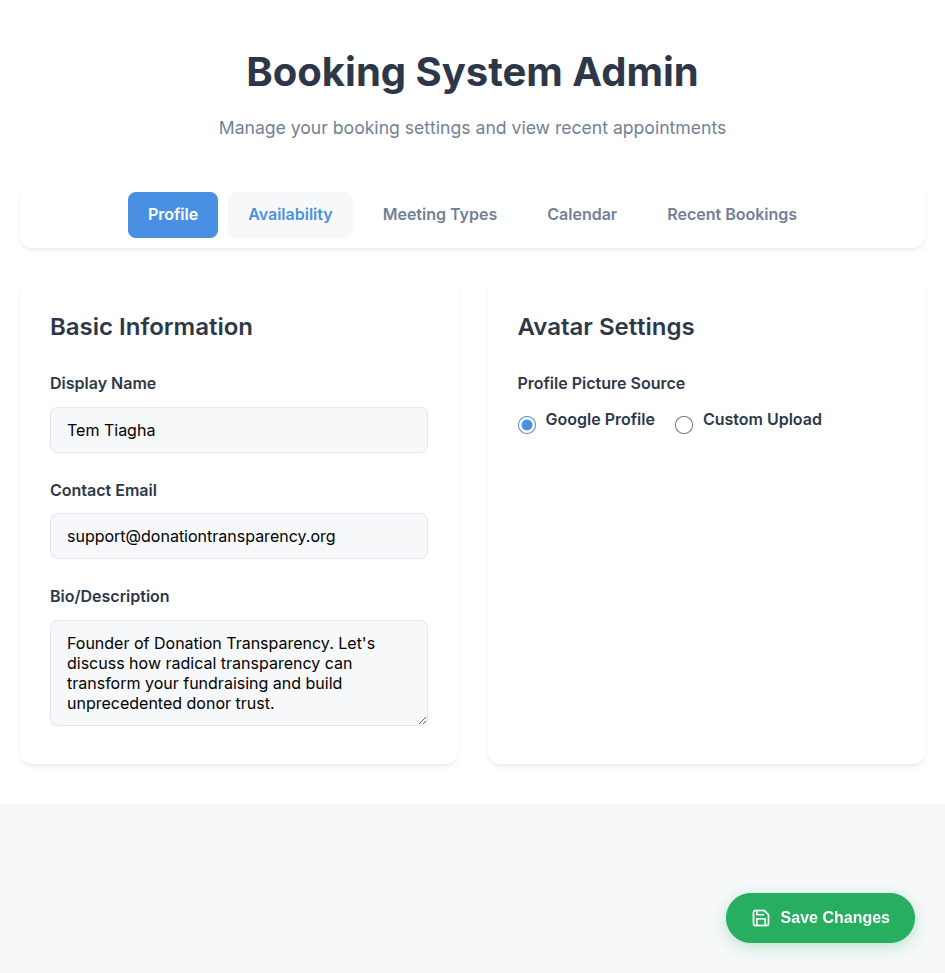 Booking System Admin
Manage your booking settings and view recent appointments
Profile
Availability
Meeting Types
Calendar
Recent Bookings
Basic Information
Display Name
Tem Tiagha
Contact Email
support@donationtransparency.org
Bio/Description
Founder of Donation Transparency. Let's
discuss how radical transparency can
transform your fundraising and build
unprecedented donor trust.
Avatar Settings
Profile Picture Source
Google Profile
Custom Upload
Save Changes